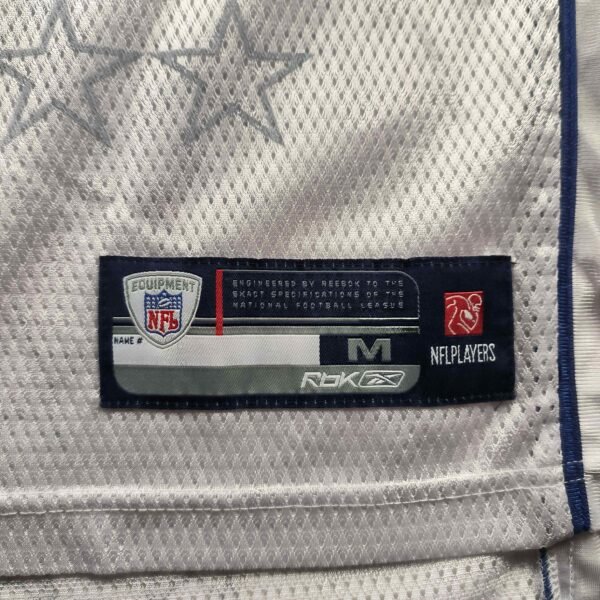 EQUIPMENT
NFL
ENGINEERED BY REEBOK TO THE
EXACT SPECIFICATIONS OF THE
NATIONAL FOOTBALL LEAGUE
NAME #
M
RBK
NFLPLAYERS